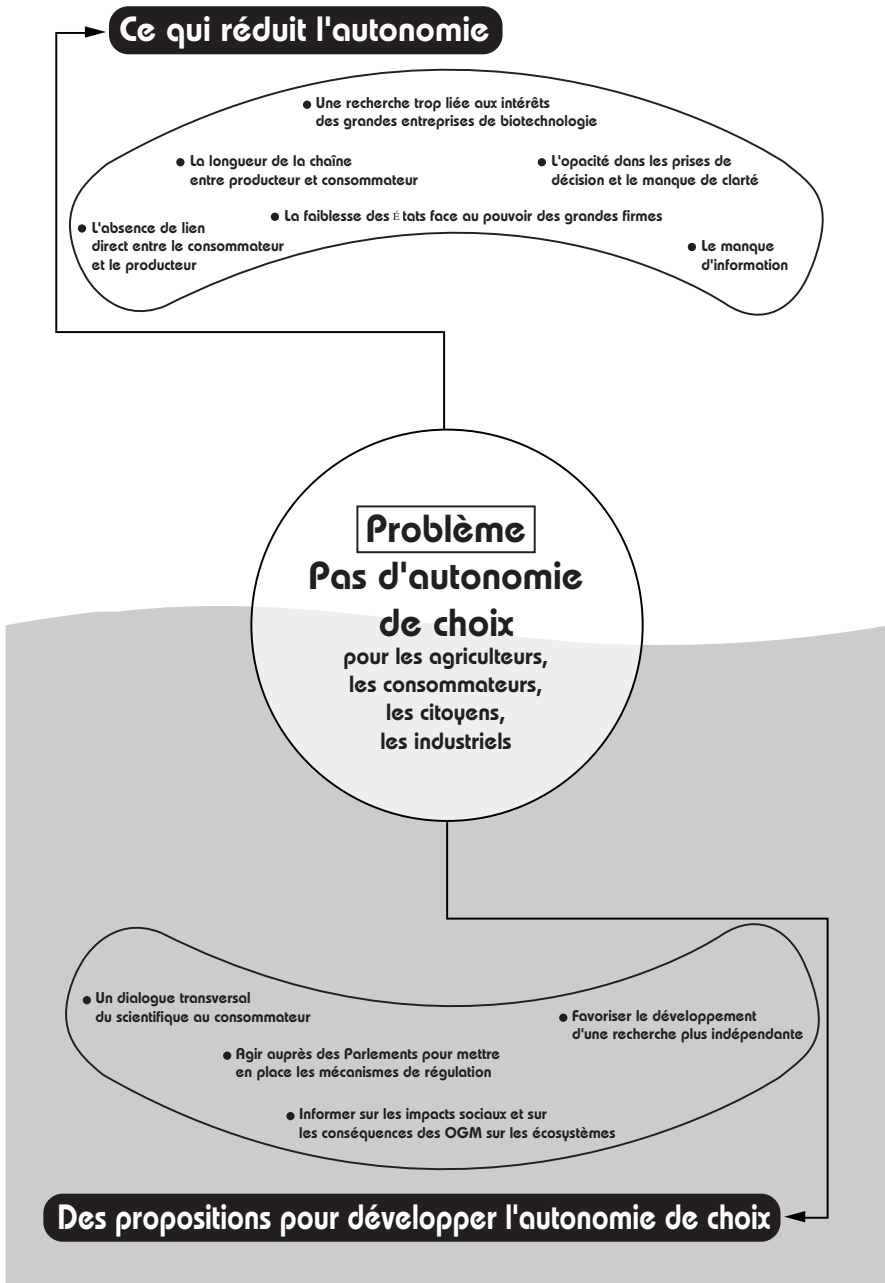 Ce qui réduit l'autonomie
● Une recherche trop liée aux intérêts
des grandes entreprises de biotechnologie
● La longueur de la chaîne
entre producteur et consommateur
● L'opacité dans les prises de
décision et le manque de clarté
● La faiblesse des É tats face au pouvoir des grandes firmes
● L'absence de lien
direct entre le consommateur
et le producteur
● Le manque
d'information
Problème
Pas d'autonomie
de choix
pour les agriculteurs,
les consommateurs,
les citoyens,
les industriels
● Un dialogue transversal
du scientifique au consommateur
● Favoriser le développement
d'une recherche plus indépendante
● Agir auprès des Parlements pour mettre
en place les mécanismes de régulation
● Informer sur les impacts sociaux et sur
les conséquences des OGM sur les écosystèmes
Des propositions pour développer l'autonomie de choix